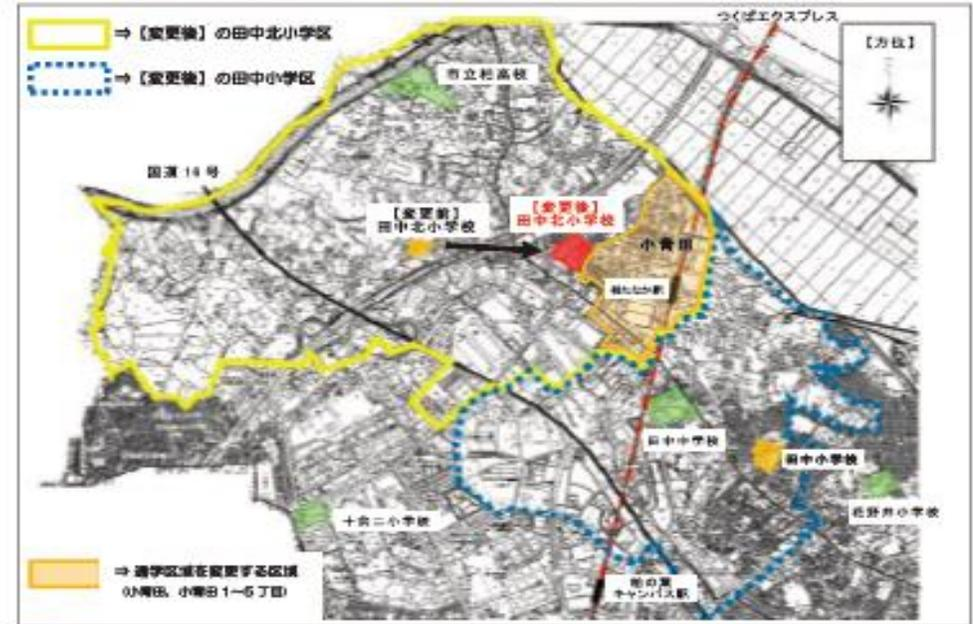 ⇒【変更後】の田中北小学区
⇒【変更後】の田中小学区
つくばエクスプレス
【方位】
市立柏高校
国道 16 号
【変更前】
田中北小学校
【変更後】
田中北小学校
小青田
柏たなか駅
田中中学校
田中小学校
花野井小学校
十余二小学校
柏の葉
キャンパス駅
⇒ 通学区域を変更する区域
(小青田、小青田 1～5 丁目)